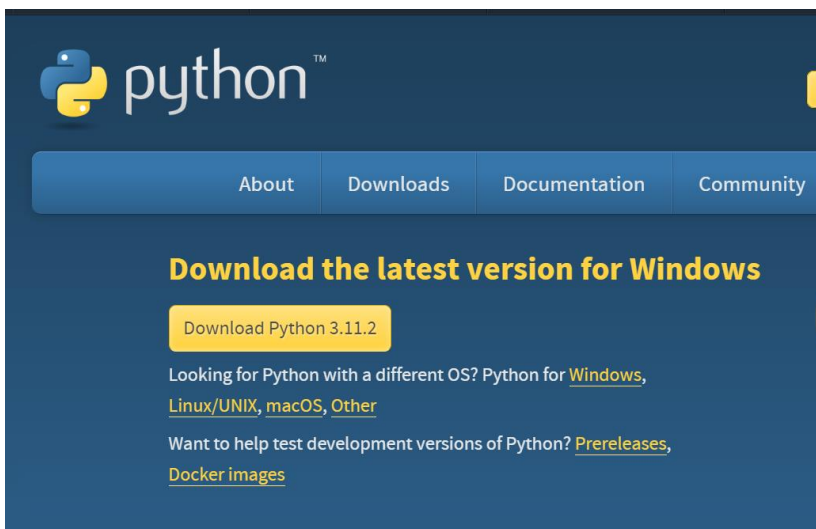 python™
About Downloads Documentation Community
Download the latest version for Windows
Download Python 3.11.2
Looking for Python with a different OS? Python for Windows,
Linux/UNIX, macOS, Other
Want to help test development versions of Python? Prereleases,
Docker images